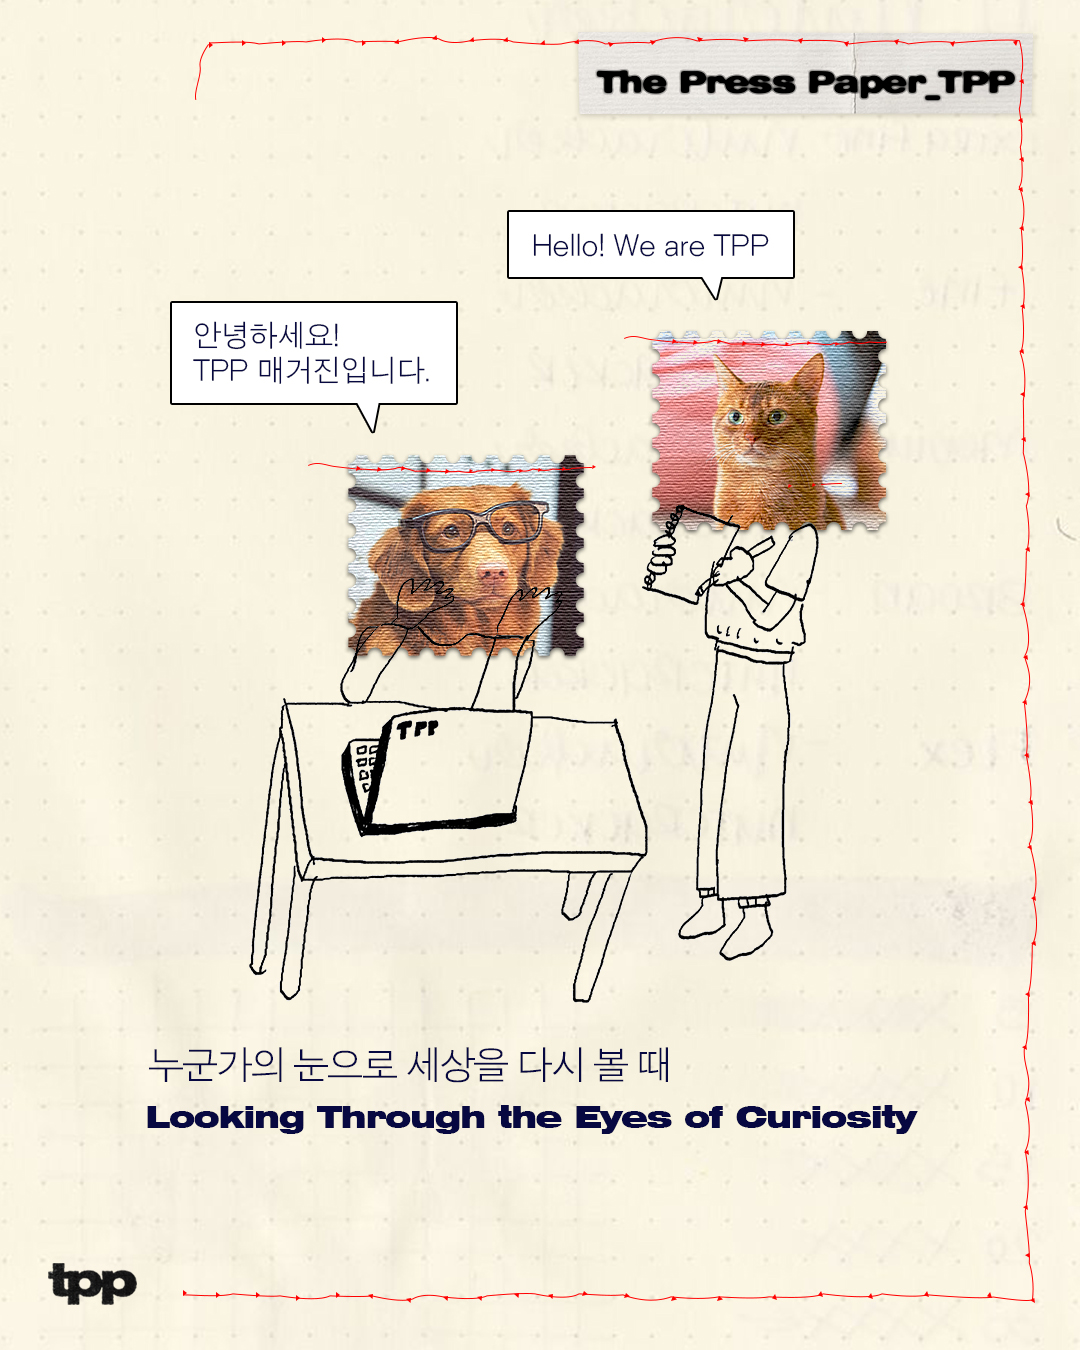 The Press Paper_TPP
Hello! We are TPP
안녕하세요!
TPP 매거진입니다.
TPP
누군가의 눈으로 세상을 다시 볼 때
Looking Through the Eyes of Curiosity
tpp